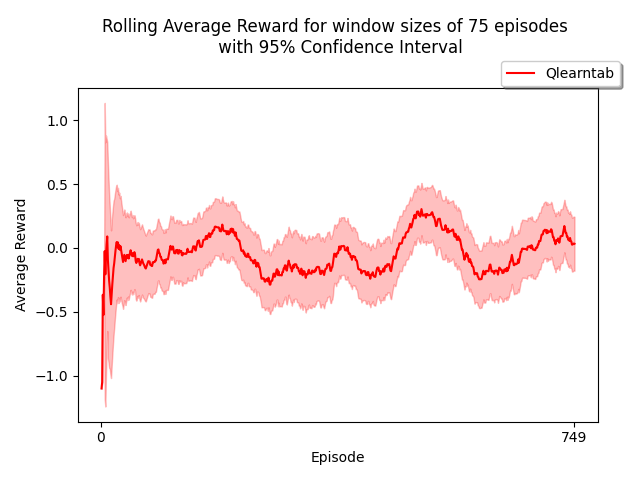 Rolling Average Reward for window sizes of 75 episodes
with 95% Confidence Interval
Qlearntab
1.0
0.5
0.0
−0.5
−1.0
Average Reward
0
749
Episode